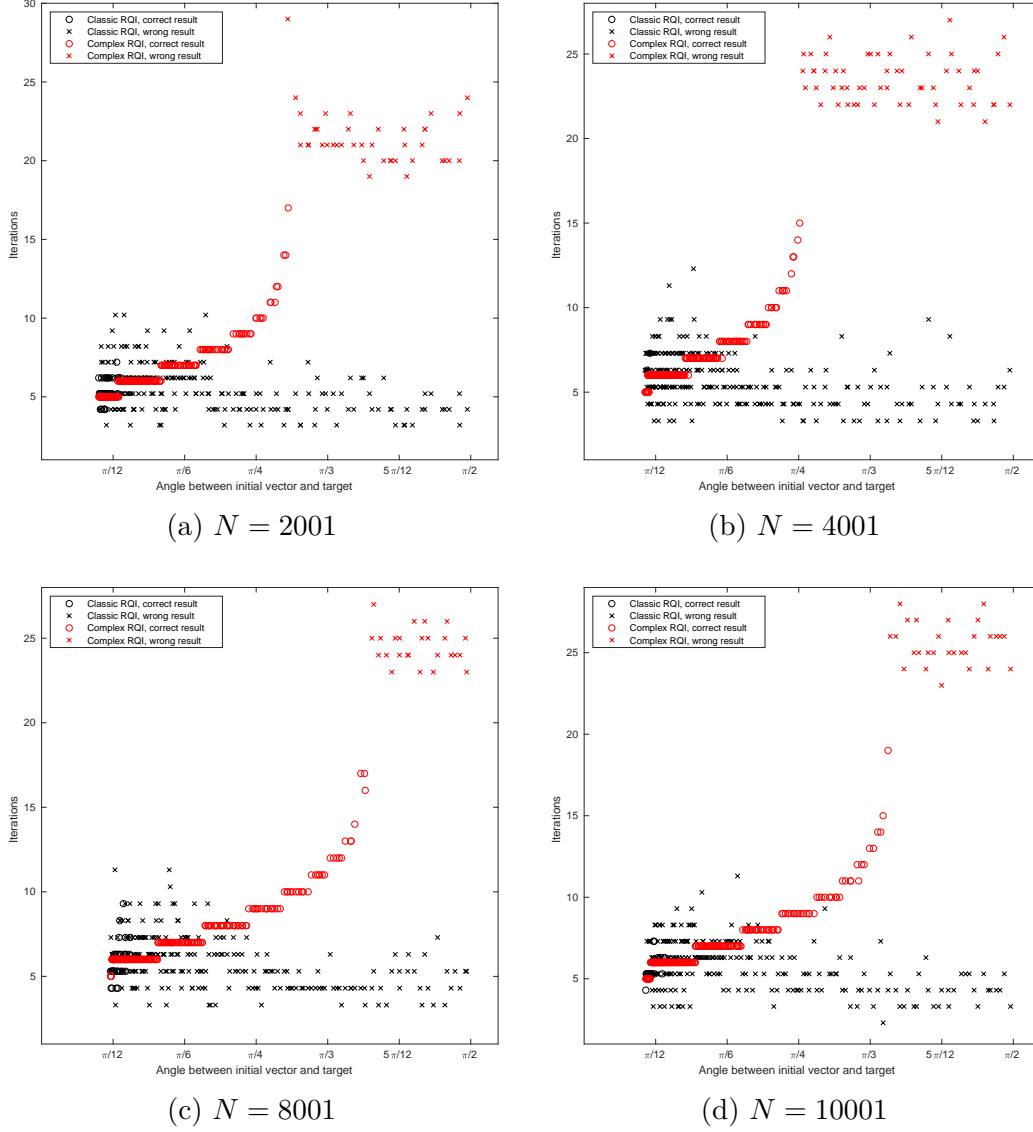 Classic RQI, correct result
Classic RQI, wrong result
Complex RQI, correct result
Complex RQI, wrong result
30
25
20
15
10
5
Iterations
π/12 π/6 π/4 π/3 5π/12 π/2
Angle between initial vector and target
(a) N = 2001
Classic RQI, correct result
Classic RQI, wrong result
Complex RQI, correct result
Complex RQI, wrong result
25
20
15
10
5
Iterations
π/12 π/6 π/4 π/3 5π/12 π/2
Angle between initial vector and target
(b) N = 4001
Classic RQI, correct result
Classic RQI, wrong result
Complex RQI, correct result
Complex RQI, wrong result
25
20
15
10
5
Iterations
π/12 π/6 π/4 π/3 5π/12 π/2
Angle between initial vector and target
(c) N = 8001
Classic RQI, correct result
Classic RQI, wrong result
Complex RQI, correct result
Complex RQI, wrong result
25
20
15
10
5
Iterations
π/12 π/6 π/4 π/3 5π/12 π/2
Angle between initial vector and target
(d) N = 10001